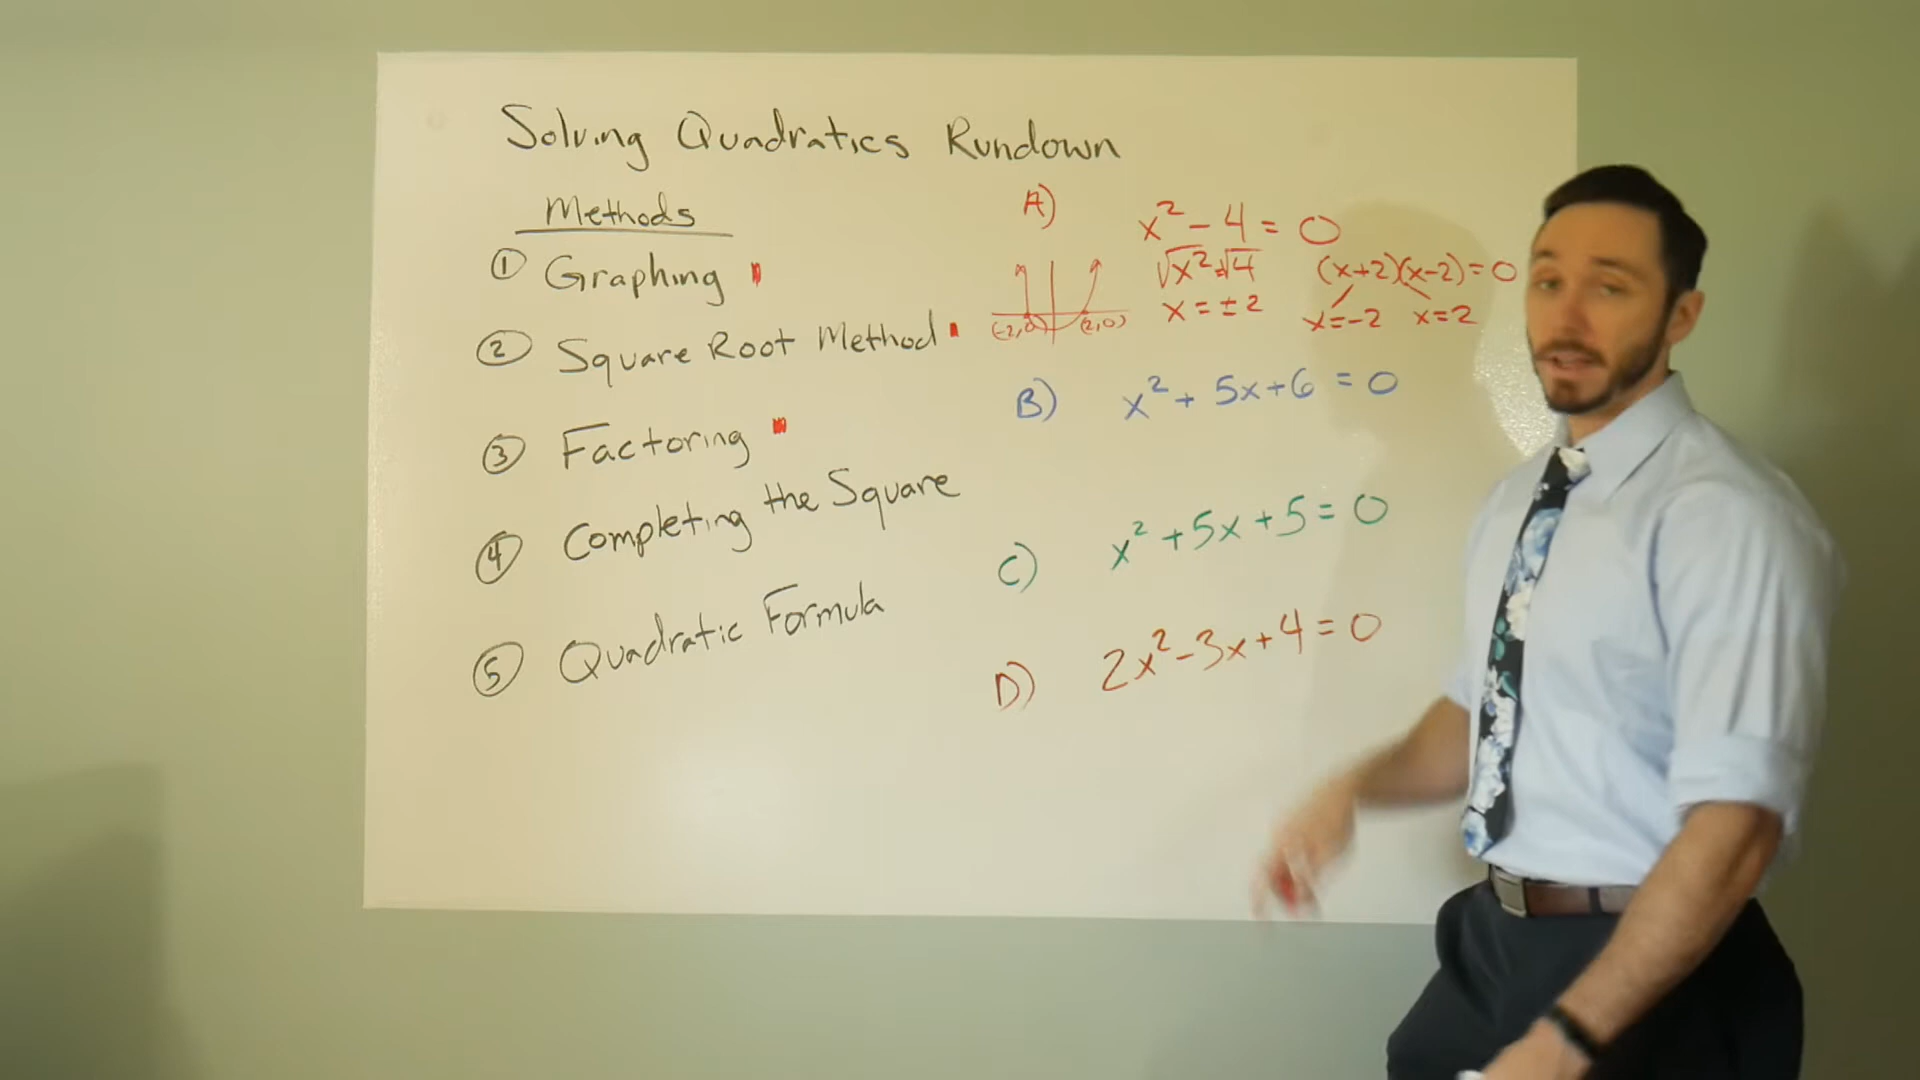 Solving Quadratics Rundown
Methods
① Graphing
② Square Root Method
③ Factoring
④ Completing the Square
⑤ Quadratic Formula
A) x² - 4 = 0
√x² = √4
x = ± 2
(x+2)(x-2) = 0
x = -2 x = 2
(-2,0) (2,0)
B) x² + 5x + 6 = 0
C) x² + 5x + 5 = 0
D) 2x² - 3x + 4 = 0